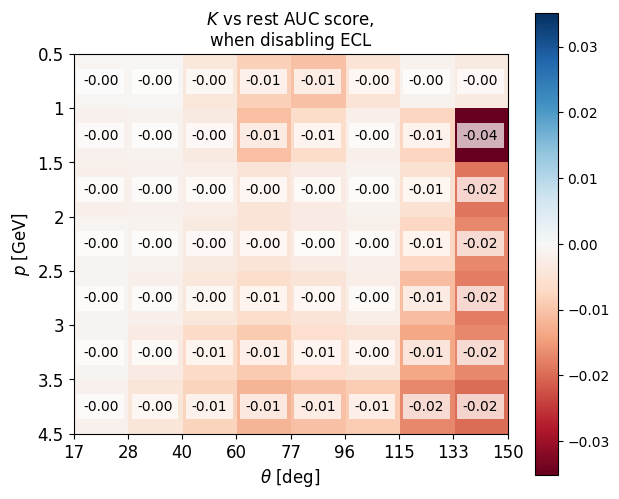 K vs rest AUC score,
when disabling ECL
0.5
-0.00 -0.00 -0.00 -0.01 -0.01 -0.00 -0.00 -0.00
1
-0.00 -0.00 -0.00 -0.01 -0.01 -0.00 -0.01 -0.04
1.5
-0.00 -0.00 -0.00 -0.00 -0.00 -0.00 -0.01 -0.02
2
-0.00 -0.00 -0.00 -0.00 -0.00 -0.00 -0.01 -0.02
2.5
-0.00 -0.00 -0.00 -0.01 -0.00 -0.00 -0.01 -0.02
3
-0.00 -0.00 -0.01 -0.01 -0.01 -0.00 -0.01 -0.02
3.5
-0.00 -0.00 -0.01 -0.01 -0.01 -0.01 -0.02 -0.02
4.5
p [GeV]
17 28 40 60 77 96 115 133 150
θ [deg]
0.03
0.02
0.01
0.00
−0.01
−0.02
−0.03